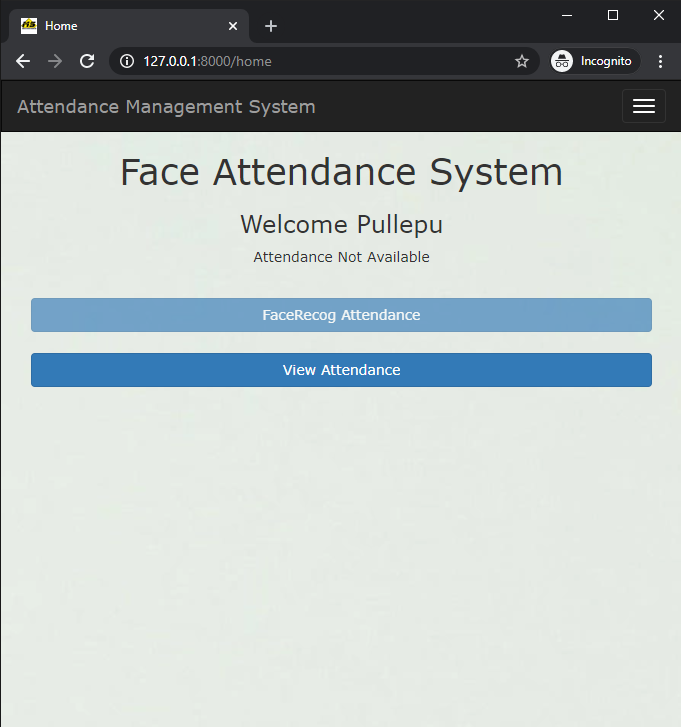 Home
127.0.0.1:8000/home
Incognito
Attendance Management System
Face Attendance System
Welcome Pullepu
Attendance Not Available
FaceRecog Attendance
View Attendance